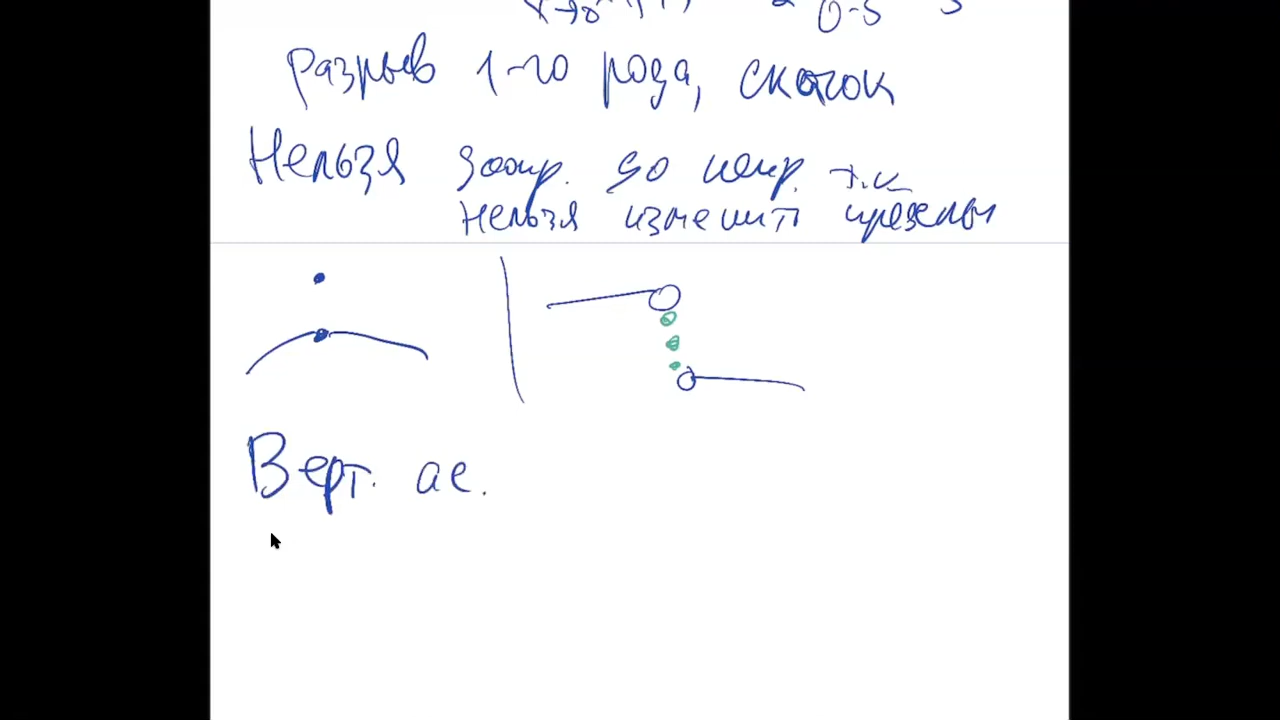 разрыв 1-го рода, скачок
Нельзя доопр. до непр. т.к.
нельзя изменить пределы
Верт. ас.